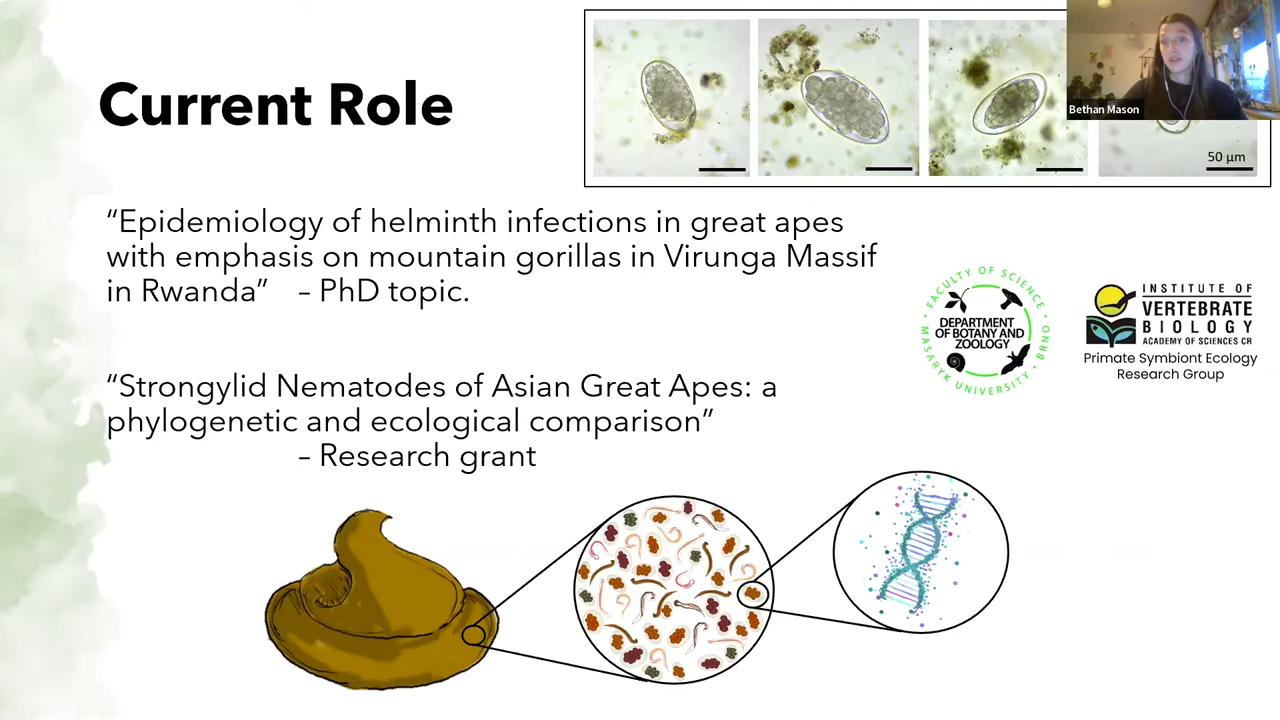 Current Role
50 µm
Bethan Mason
“Epidemiology of helminth infections in great apes
with emphasis on mountain gorillas in Virunga Massif
in Rwanda” – PhD topic.
“Strongylid Nematodes of Asian Great Apes: a
phylogenetic and ecological comparison”
– Research grant
FACULTY OF SCIENCE
MASARYK UNIVERSITY • BRNO
DEPARTMENT
OF BOTANY AND
ZOOLOGY
INSTITUTE OF
VERTEBRATE
BIOLOGY
ACADEMY OF SCIENCES CR
Primate Symbiont Ecology
Research Group